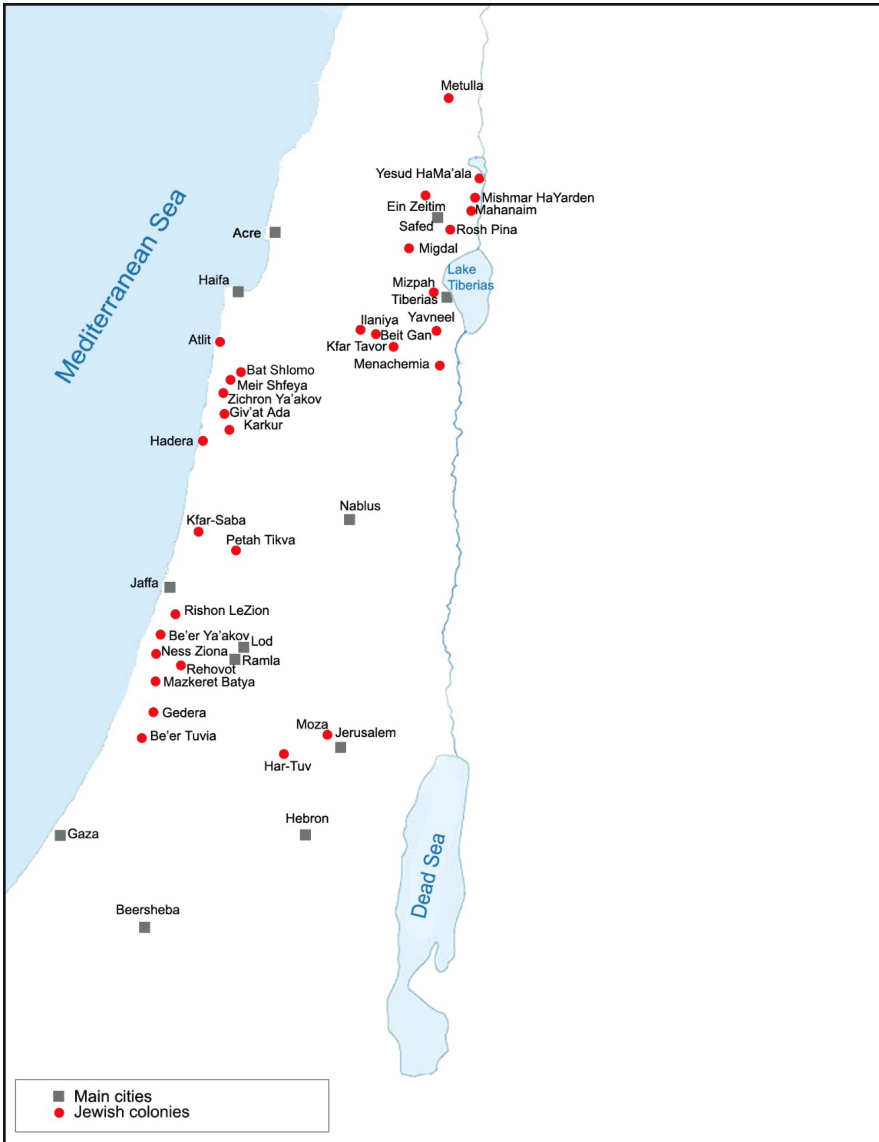 Metulla
Yesud HaMa'ala
Mishmar HaYarden
Ein Zeitim
Mahanaim
Safed
Rosh Pina
Acre
Migdal
Mediterranean Sea
Lake
Tiberias
Haifa
Mizpah
Tiberias
Ilaniya
Yavneel
Atlit
Beit Gan
Kfar Tavor
Menachemia
Bat Shlomo
Meir Shfeya
Zichron Ya'akov
Giv'at Ada
Karkur
Hadera
Nablus
Kfar-Saba
Petah Tikva
Jaffa
Rishon LeZion
Be'er Ya'akov
Lod
Ness Ziona
Ramla
Rehovot
Mazkeret Batya
Gedera
Moza
Jerusalem
Be'er Tuvia
Har-Tuv
Hebron
Gaza
Dead Sea
Beersheba
Main cities
Jewish colonies